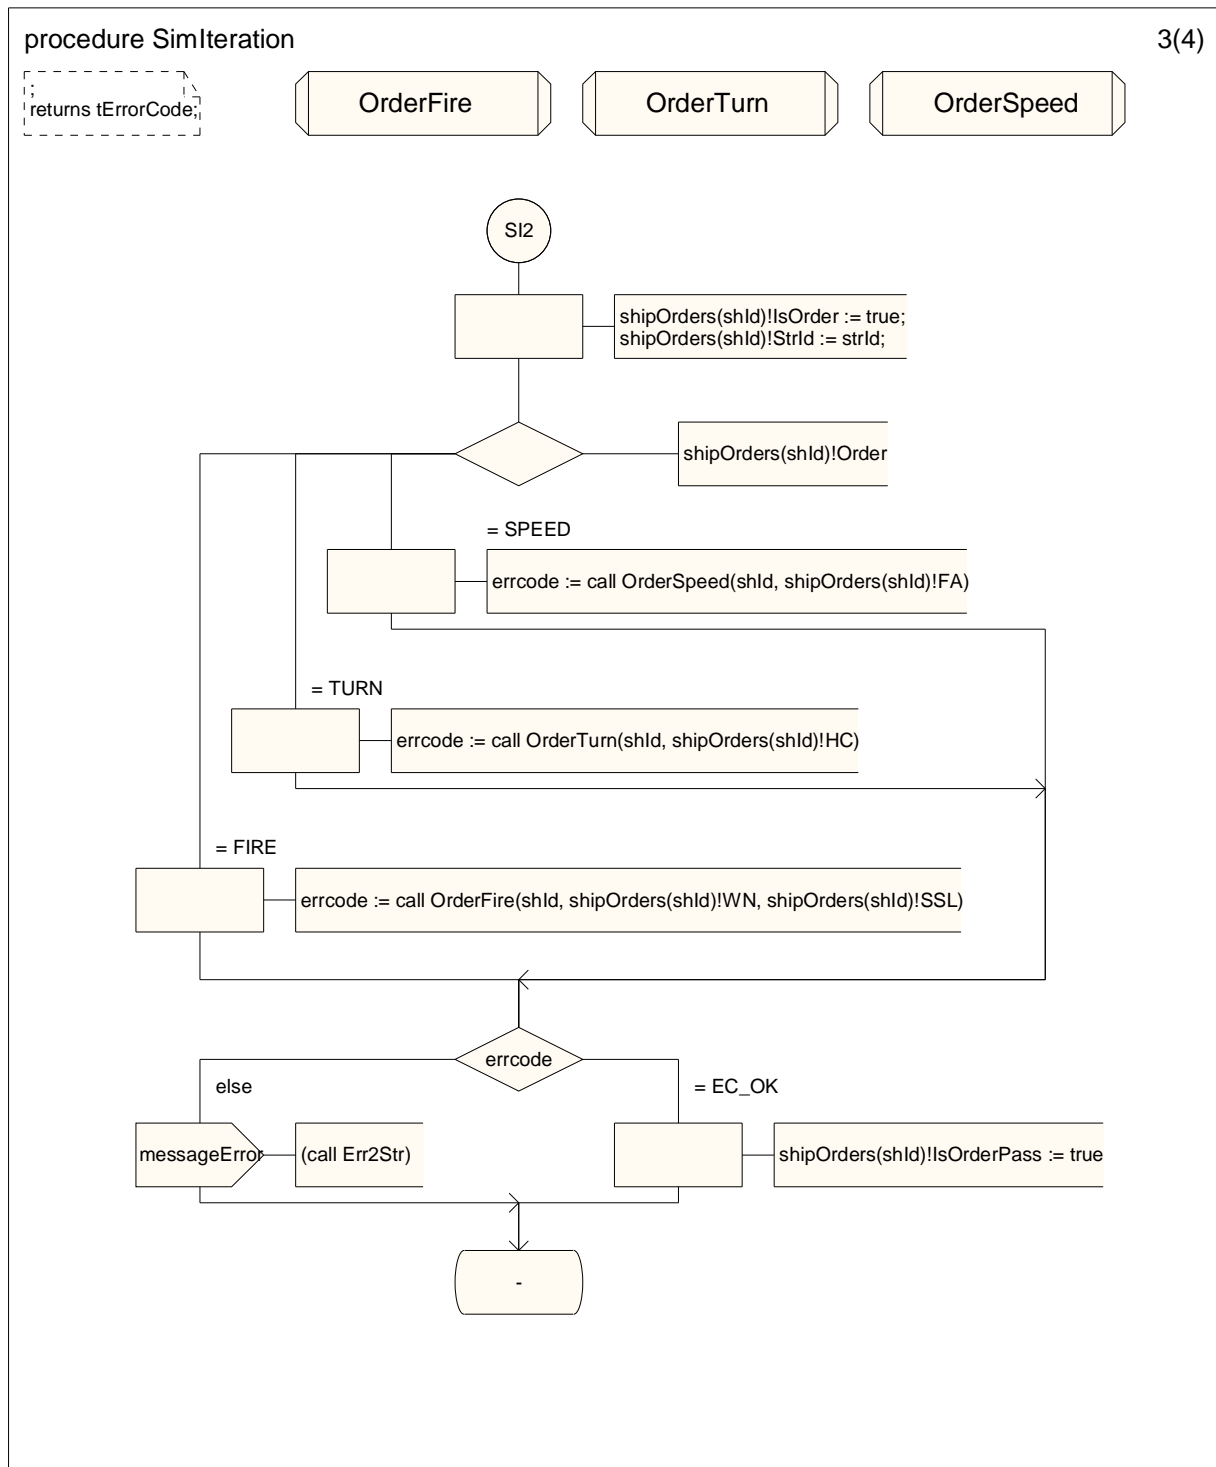 procedure SimIteration
3(4)
;
returns tErrorCode;
OrderFire
OrderTurn
OrderSpeed
SI2
shipOrders(shId)!IsOrder := true;
shipOrders(shId)!StrId := strId;
shipOrders(shId)!Order
= SPEED
errcode := call OrderSpeed(shId, shipOrders(shId)!FA)
= TURN
errcode := call OrderTurn(shId, shipOrders(shId)!HC)
= FIRE
errcode := call OrderFire(shId, shipOrders(shId)!WN, shipOrders(shId)!SSL)
errcode
else
= EC_OK
messageError
(call Err2Str)
shipOrders(shId)!IsOrderPass := true
-